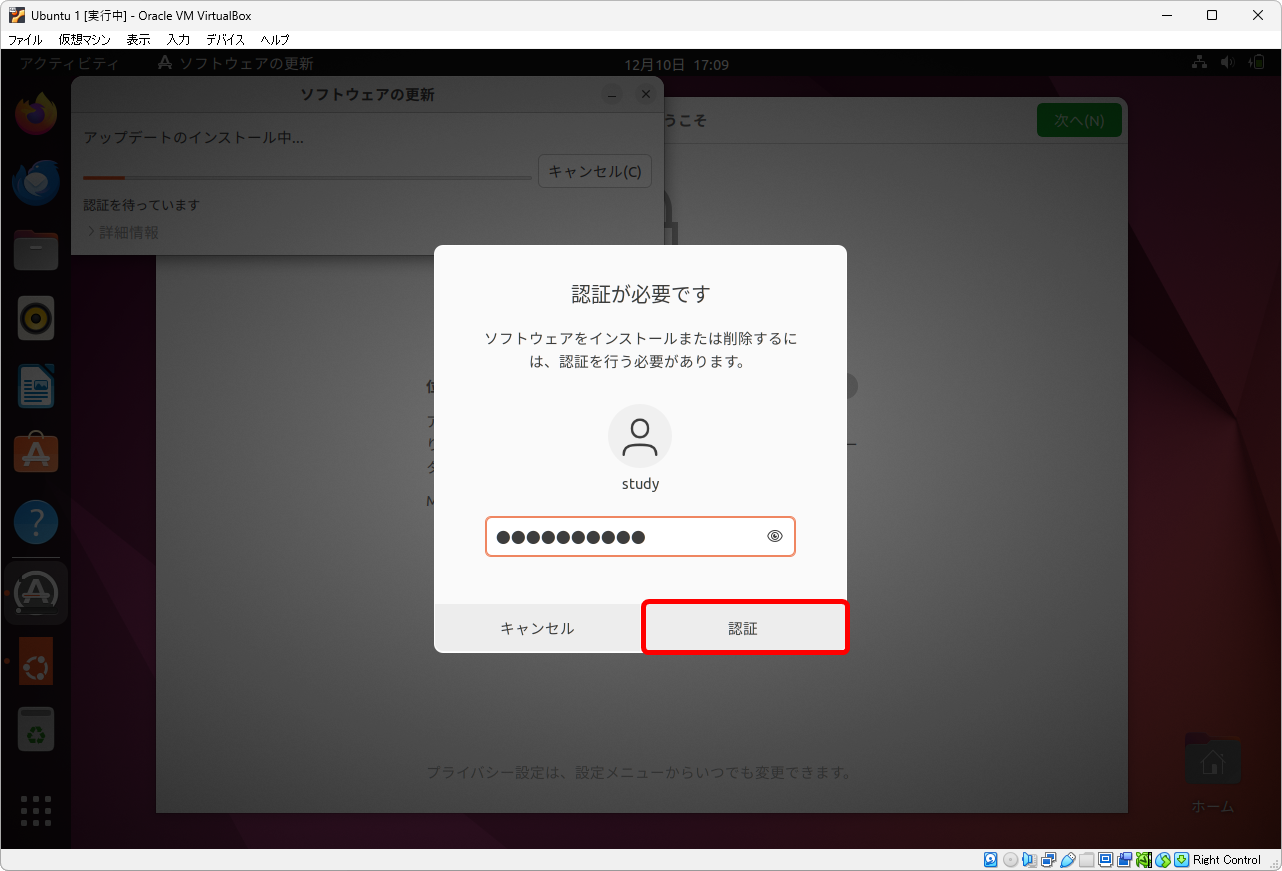 Ubuntu 1 [実行中] - Oracle VM VirtualBox
ファイル 仮想マシン 表示 入力 デバイス ヘルプ
アクティビティ ソフトウェアの更新 12月10日 17:09
ソフトウェアの更新
うこそ 次へ(N)
アップデートのインストール中...
キャンセル(C)
認証を待っています
詳細情報
認証が必要です
ソフトウェアをインストールまたは削除するに
は、認証を行う必要があります。
study
キャンセル 認証
プライバシー設定は、設定メニューからいつでも変更できます。
ホーム
Right Control